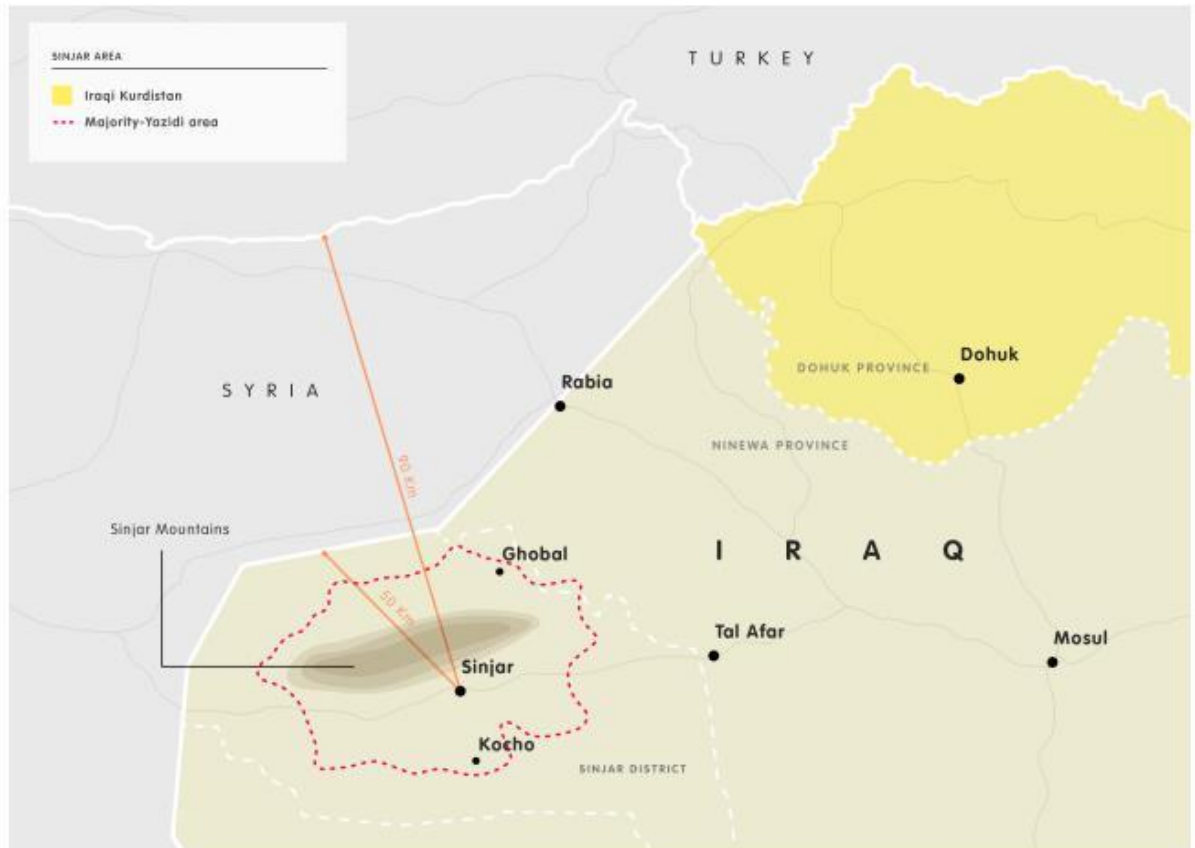 SINJAR AREA
Iraqi Kurdistan
Majority-Yazidi area
TURKEY
SYRIA
Dohuk
DOHUK PROVINCE
Rabia
NINEWA PROVINCE
90 Km
Sinjar Mountains
Ghobal
IRAQ
50 Km
Tal Afar
Mosul
Sinjar
Kocho
SINJAR DISTRICT